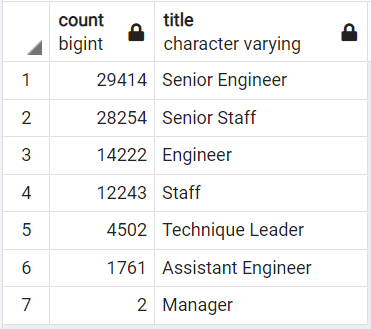 count title
bigint character varying
1 29414 Senior Engineer
2 28254 Senior Staff
3 14222 Engineer
4 12243 Staff
5 4502 Technique Leader
6 1761 Assistant Engineer
7 2 Manager